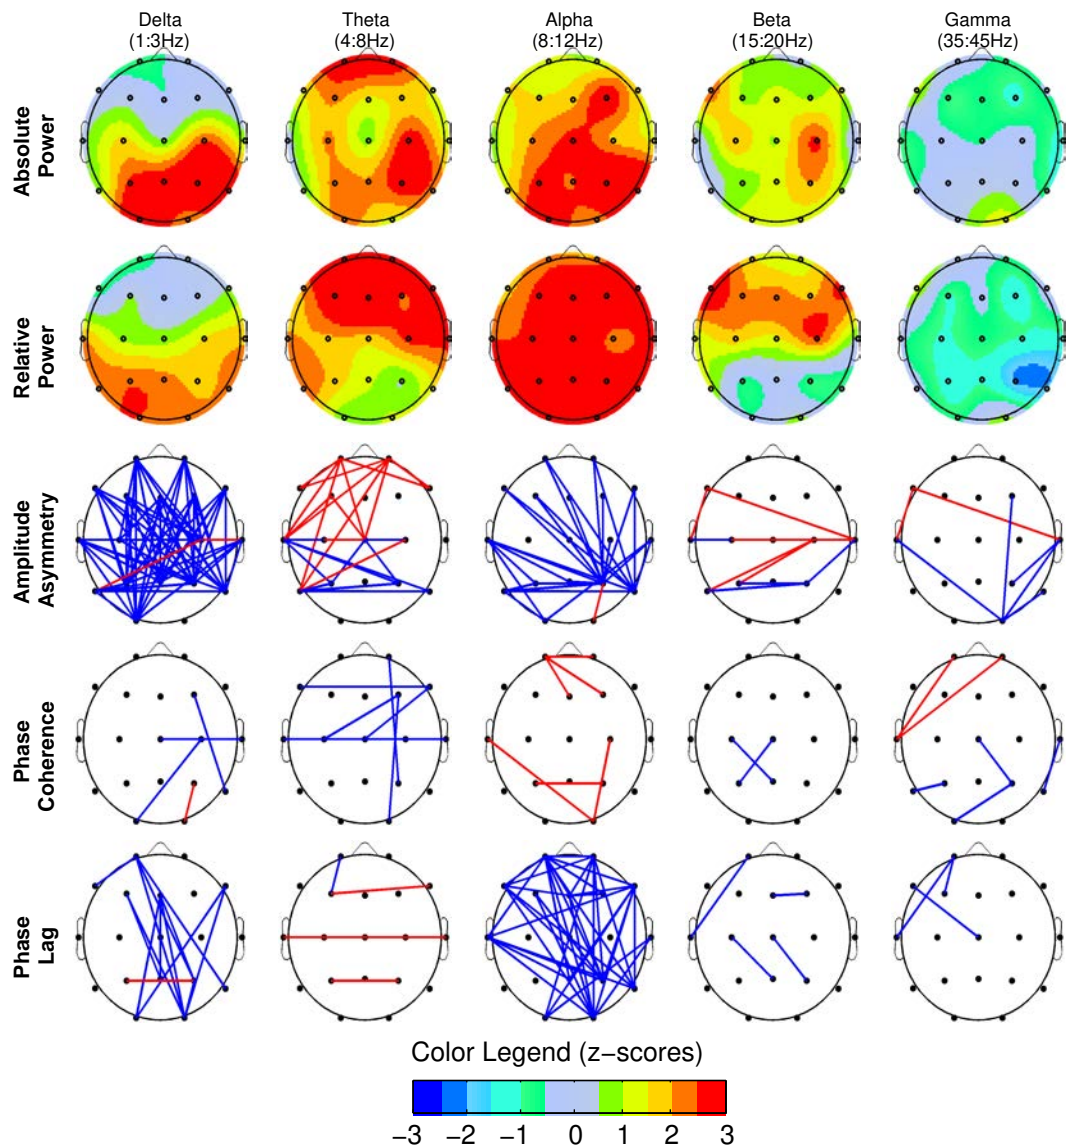 Delta Theta Alpha Beta Gamma
(1:3Hz) (4:8Hz) (8:12Hz) (15:20Hz) (35:45Hz)
Absolute
Power
Relative
Power
Amplitude
Asymmetry
Phase
Coherence
Phase
Lag
Color Legend (z−scores)
−3 −2 −1 0 1 2 3